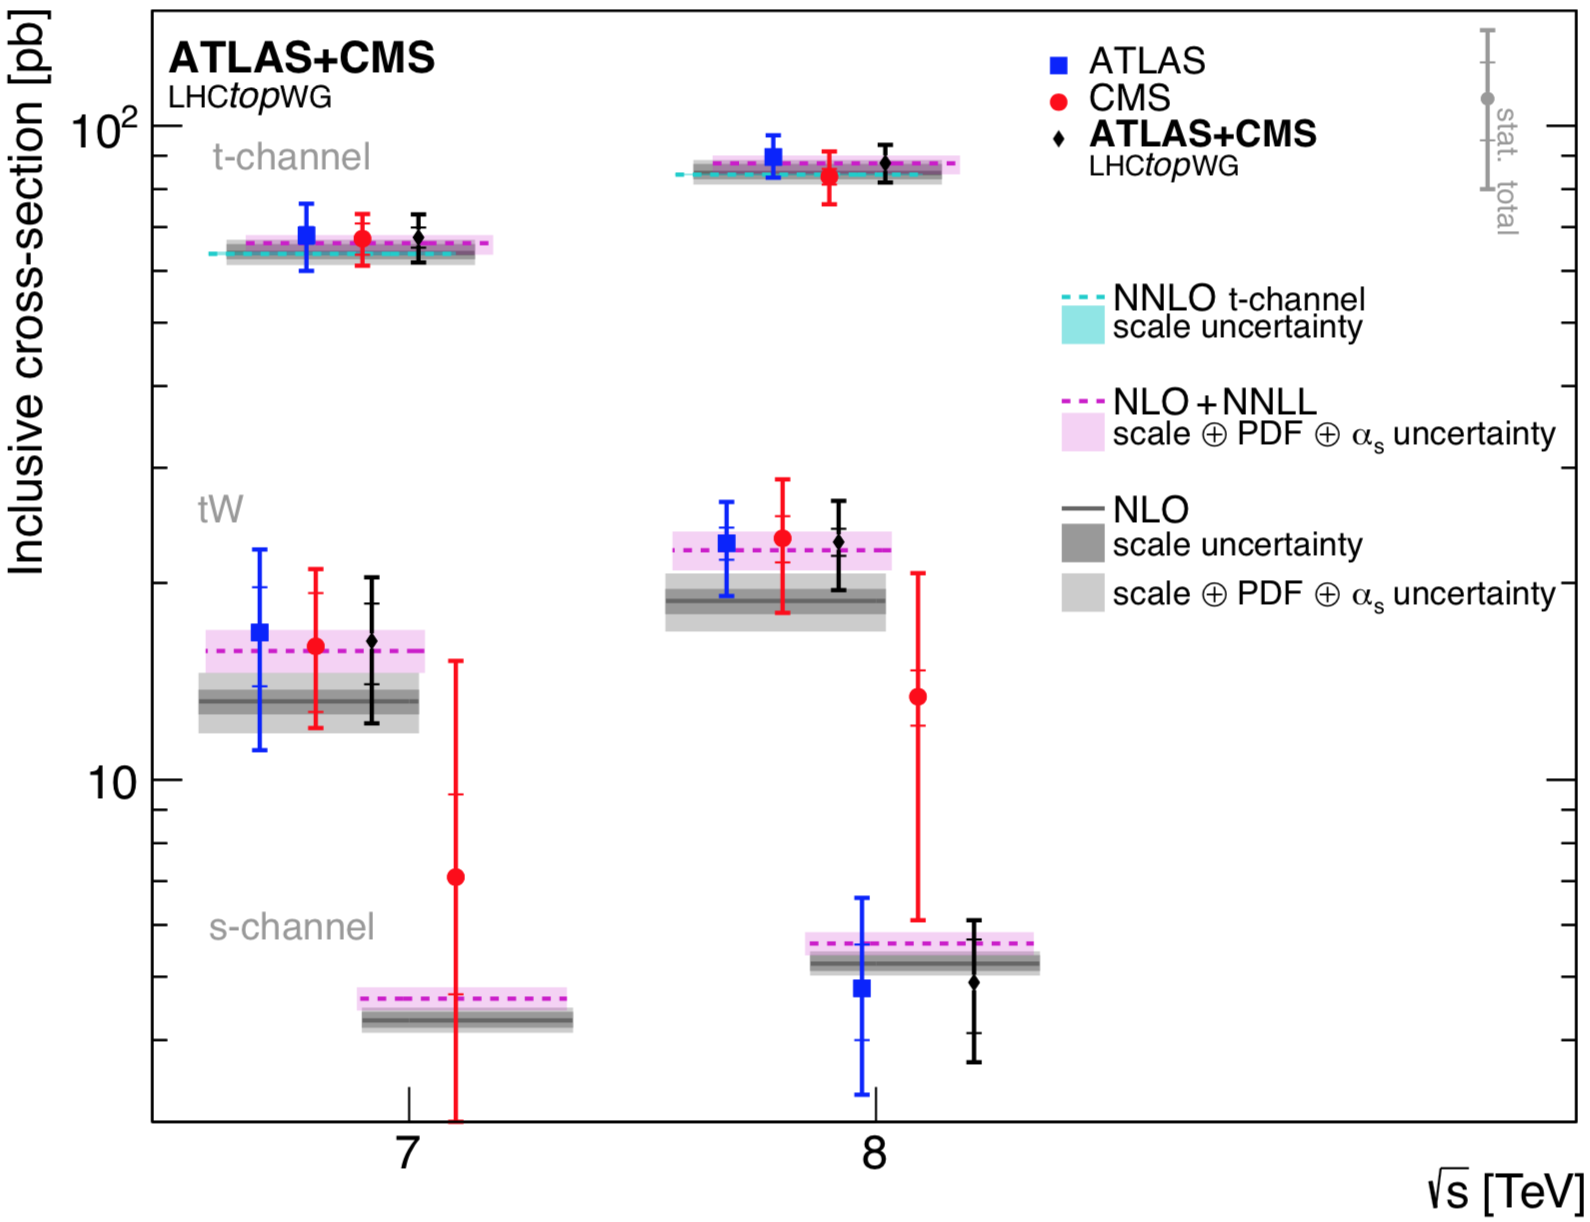 Inclusive cross-section [pb]
10²
10
ATLAS+CMS
LHCtopWG
t-channel
tW
s-channel
ATLAS
CMS
ATLAS+CMS
LHCtopWG
stat. total
NNLO t-channel
scale uncertainty
NLO + NNLL
scale ⊕ PDF ⊕ αₛ uncertainty
NLO
scale uncertainty
scale ⊕ PDF ⊕ αₛ uncertainty
7 8
√s [TeV]